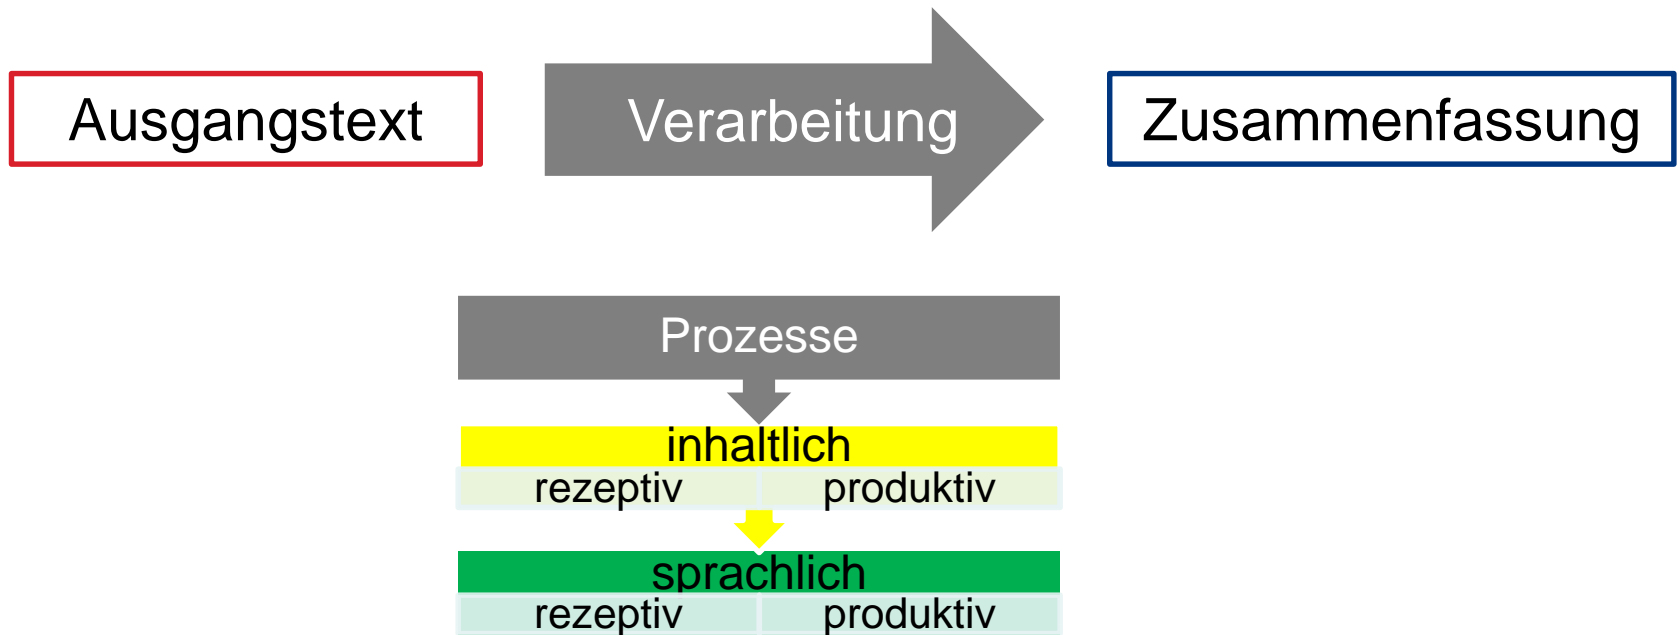 Ausgangstext Verarbeitung Zusammenfassung
Prozesse
inhaltlich
rezeptiv produktiv
sprachlich
rezeptiv produktiv